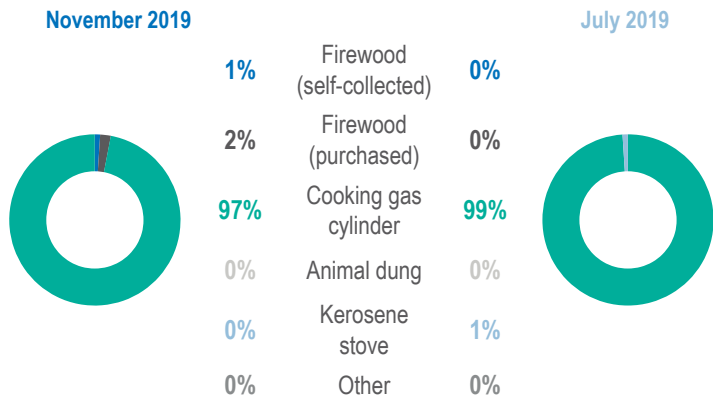 November 2019
July 2019
1%
Firewood
(self-collected)
0%
2%
Firewood
(purchased)
0%
97%
Cooking gas
cylinder
99%
0%
Animal dung
0%
0%
Kerosene
stove
1%
0%
Other
0%